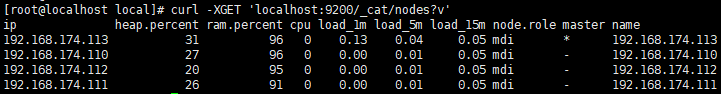 [root@localhost local]# curl -XGET 'localhost:9200/_cat/nodes?v'
ip heap.percent ram.percent cpu load_1m load_5m load_15m node.role master name
192.168.174.113 31 96 0 0.13 0.04 0.05 mdi * 192.168.174.113
192.168.174.110 27 96 0 0.00 0.01 0.05 mdi - 192.168.174.110
192.168.174.112 20 95 0 0.00 0.01 0.05 mdi - 192.168.174.112
192.168.174.111 26 91 0 0.00 0.01 0.05 mdi - 192.168.174.111